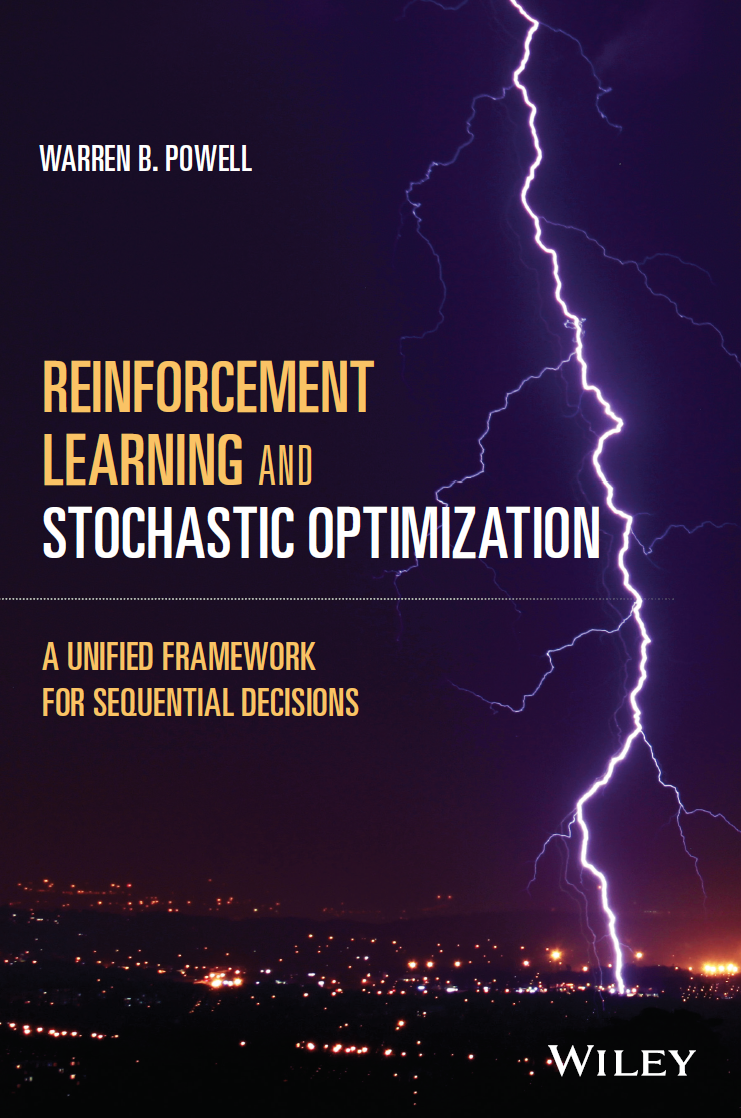 WARREN B. POWELL
REINFORCEMENT
LEARNING AND
STOCHASTIC OPTIMIZATION
A UNIFIED FRAMEWORK
FOR SEQUENTIAL DECISIONS
WILEY